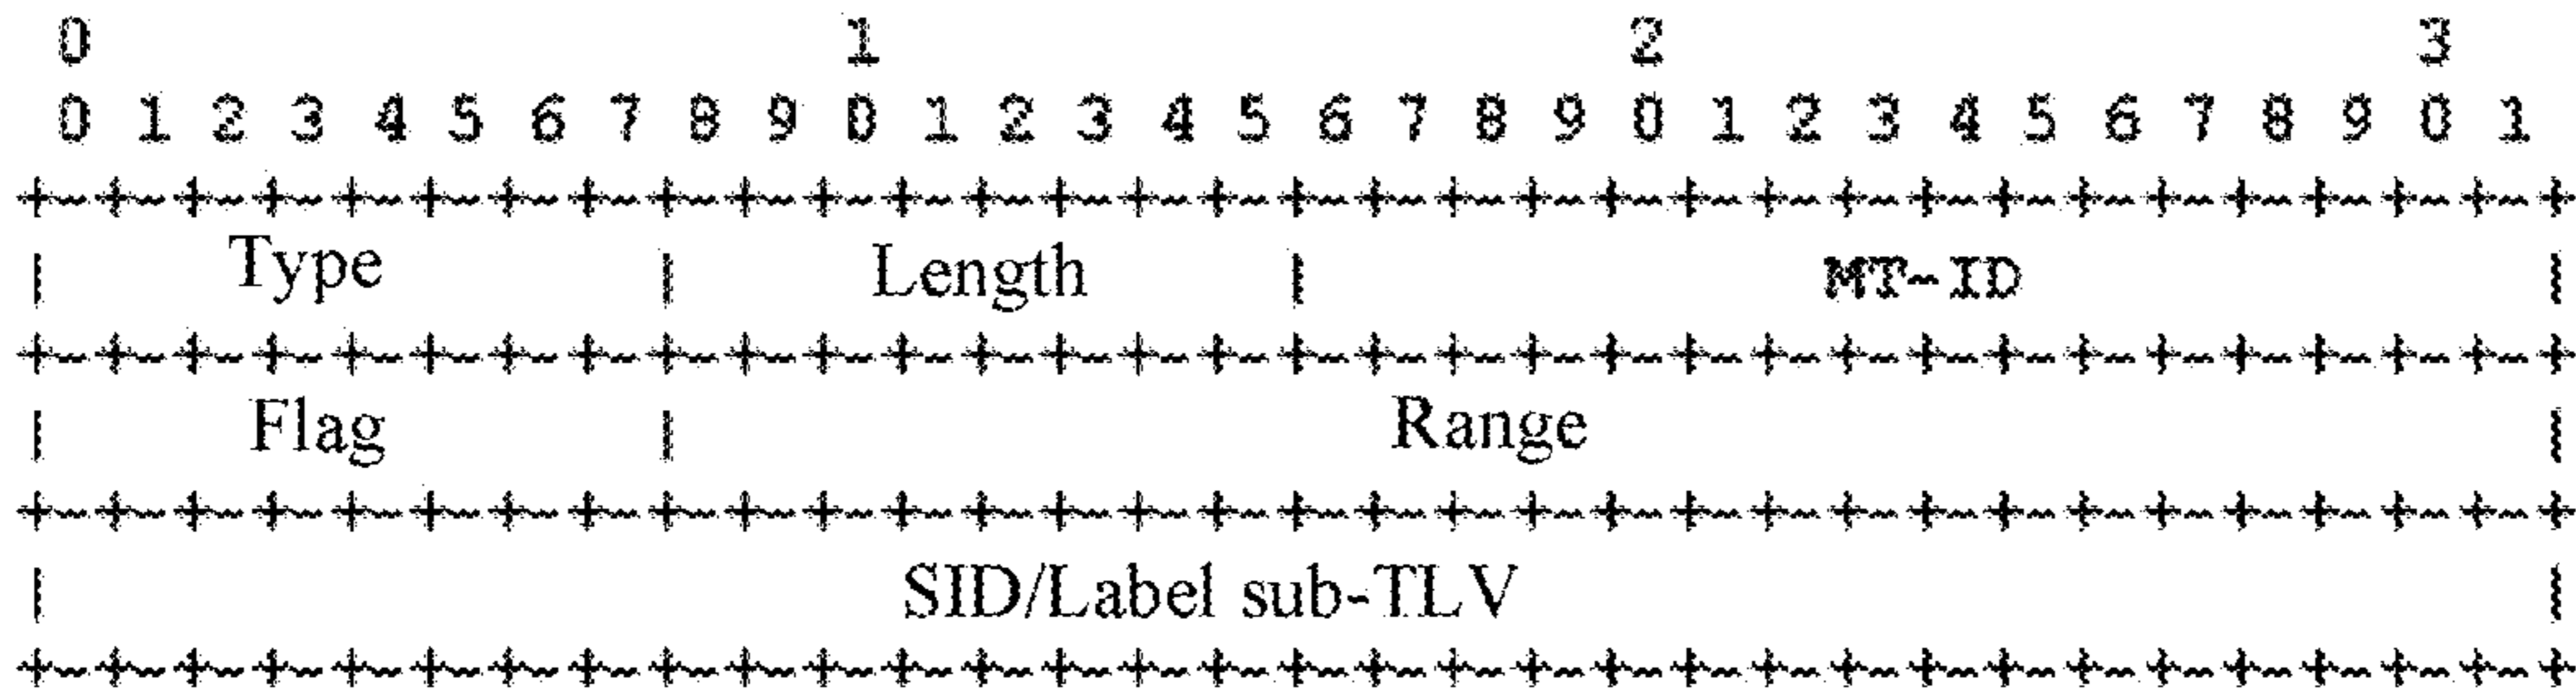 0 1 2 3
0 1 2 3 4 5 6 7 8 9 0 1 2 3 4 5 6 7 8 9 0 1 2 3 4 5 6 7 8 9 0 1
+-+-+-+-+-+-+-+-+-+-+-+-+-+-+-+-+-+-+-+-+-+-+-+-+-+-+-+-+-+-+-+-+
| Type | Length | MT-ID |
+-+-+-+-+-+-+-+-+-+-+-+-+-+-+-+-+-+-+-+-+-+-+-+-+-+-+-+-+-+-+-+-+
| Flag | Range |
+-+-+-+-+-+-+-+-+-+-+-+-+-+-+-+-+-+-+-+-+-+-+-+-+-+-+-+-+-+-+-+-+
| SID/Label sub-TLV |
+-+-+-+-+-+-+-+-+-+-+-+-+-+-+-+-+-+-+-+-+-+-+-+-+-+-+-+-+-+-+-+-+